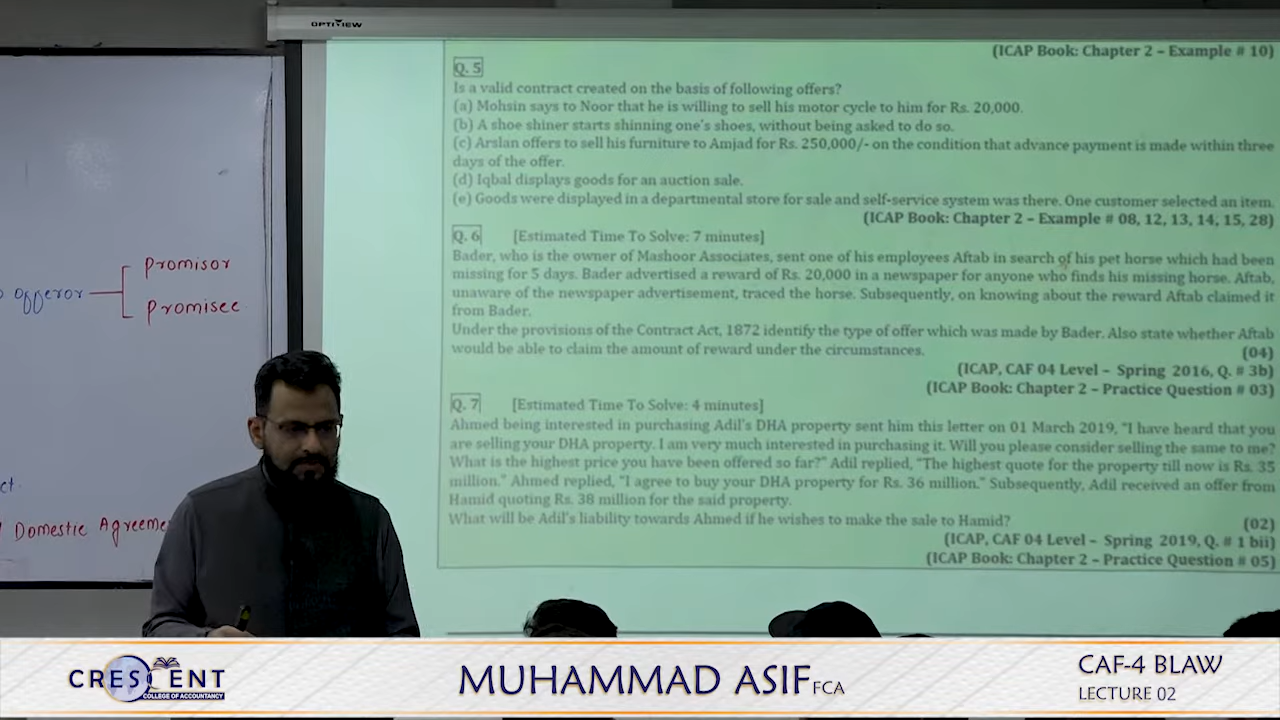 OPTIVIEW
(ICAP Book: Chapter 2 – Example # 10)
Q. 5
Is a valid contract created on the basis of following offers?
(a) Mohsin says to Noor that he is willing to sell his motor cycle to him for Rs. 20,000.
(b) A shoe shiner starts shinning one's shoes, without being asked to do so.
(c) Arslan offers to sell his furniture to Amjad for Rs. 250,000/- on the condition that advance payment is made within three
days of the offer.
(d) Iqbal displays goods for an auction sale.
(e) Goods were displayed in a departmental store for sale and self-service system was there. One customer selected an item.
(ICAP Book: Chapter 2 – Example # 08, 12, 13, 14, 15, 28)
Q. 6 [Estimated Time To Solve: 7 minutes]
Bader, who is the owner of Mashoor Associates, sent one of his employees Aftab in search of his pet horse which had been
missing for 5 days. Bader advertised a reward of Rs. 20,000 in a newspaper for anyone who finds his missing horse. Aftab,
unaware of the newspaper advertisement, traced the horse. Subsequently, on knowing about the reward Aftab claimed it
from Bader.
Under the provisions of the Contract Act, 1872 identify the type of offer which was made by Bader. Also state whether Aftab
would be able to claim the amount of reward under the circumstances. (04)
(ICAP, CAF 04 Level – Spring 2016, Q. # 3b)
(ICAP Book: Chapter 2 – Practice Question # 03)
Q. 7 [Estimated Time To Solve: 4 minutes]
Ahmed being interested in purchasing Adil's DHA property sent him this letter on 01 March 2019, "I have heard that you
are selling your DHA property. I am very much interested in purchasing it. Will you please consider selling the same to me?
What is the highest price you have been offered so far?" Adil replied, "The highest quote for the property till now is Rs. 35
million." Ahmed replied, "I agree to buy your DHA property for Rs. 36 million." Subsequently, Adil received an offer from
Hamid quoting Rs. 38 million for the said property.
What will be Adil's liability towards Ahmed if he wishes to make the sale to Hamid? (02)
(ICAP, CAF 04 Level – Spring 2019, Q. # 1 bii)
(ICAP Book: Chapter 2 – Practice Question # 05)
Promisor
offeror
Promisee
Domestic Agreeme
CRESCENT
COLLEGE OF ACCOUNTANCY
MUHAMMAD ASIF FCA
CAF-4 BLAW
LECTURE 02